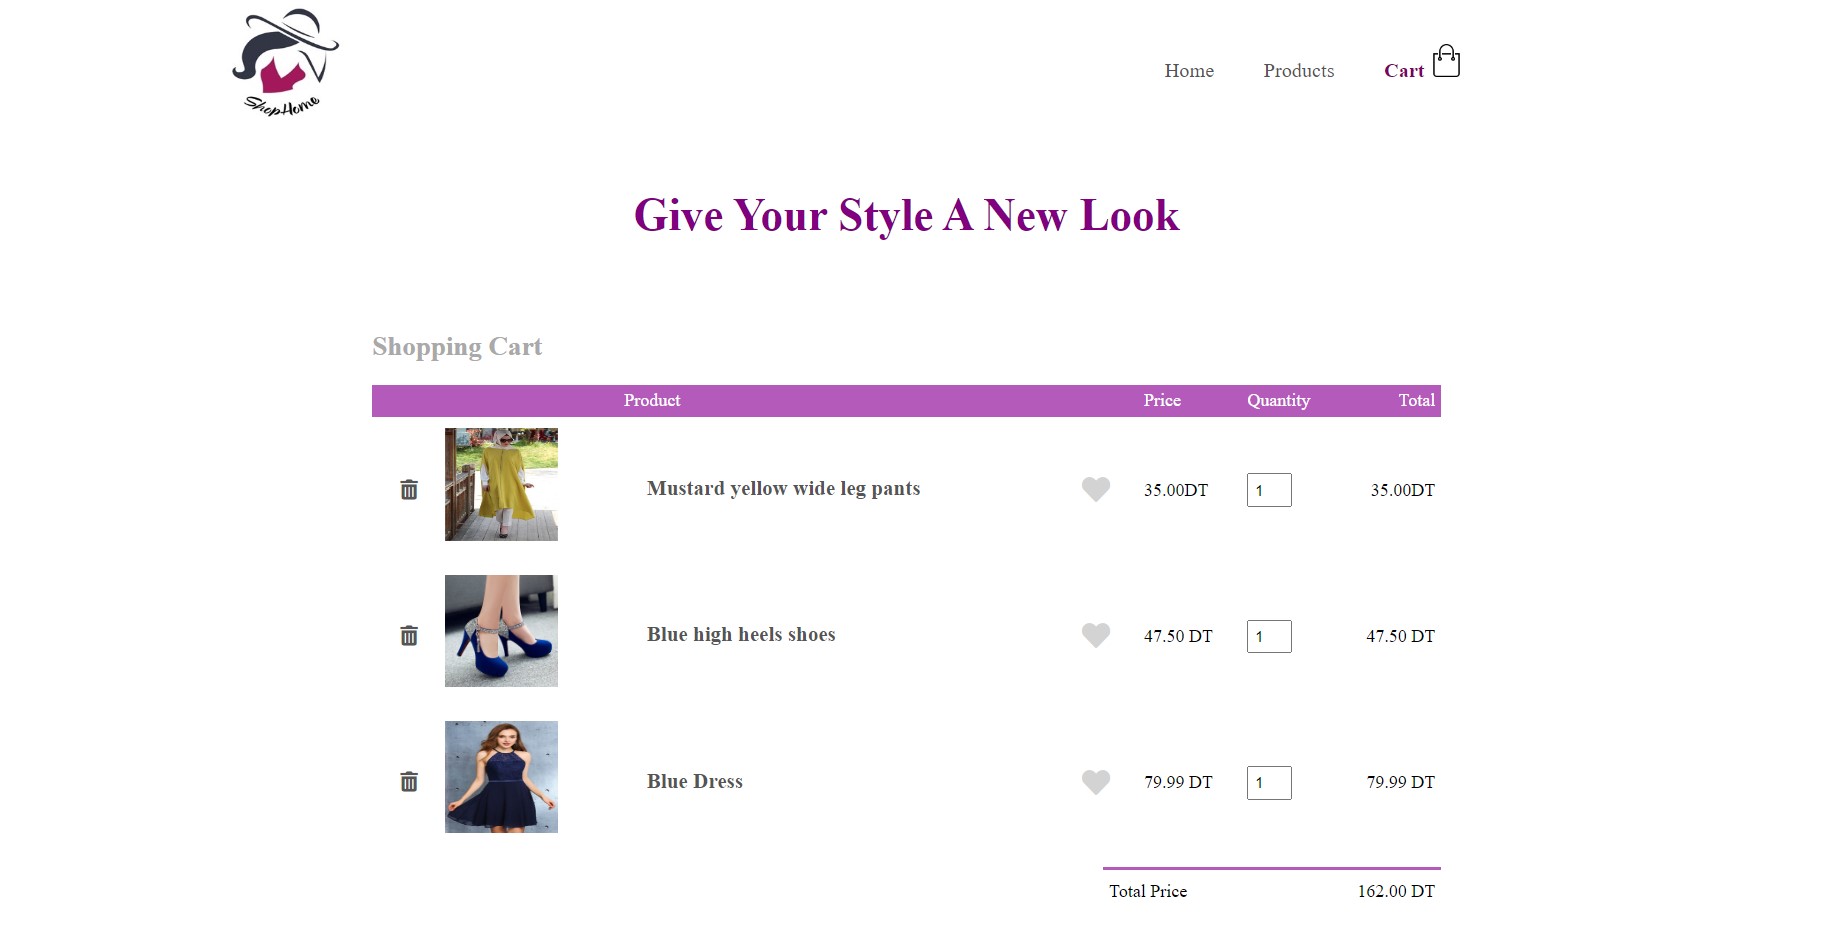 ShopHome
Home Products Cart
Give Your Style A New Look
Shopping Cart
Product Price Quantity Total
Mustard yellow wide leg pants 35.00DT 1 35.00DT
Blue high heels shoes 47.50 DT 1 47.50 DT
Blue Dress 79.99 DT 1 79.99 DT
Total Price 162.00 DT